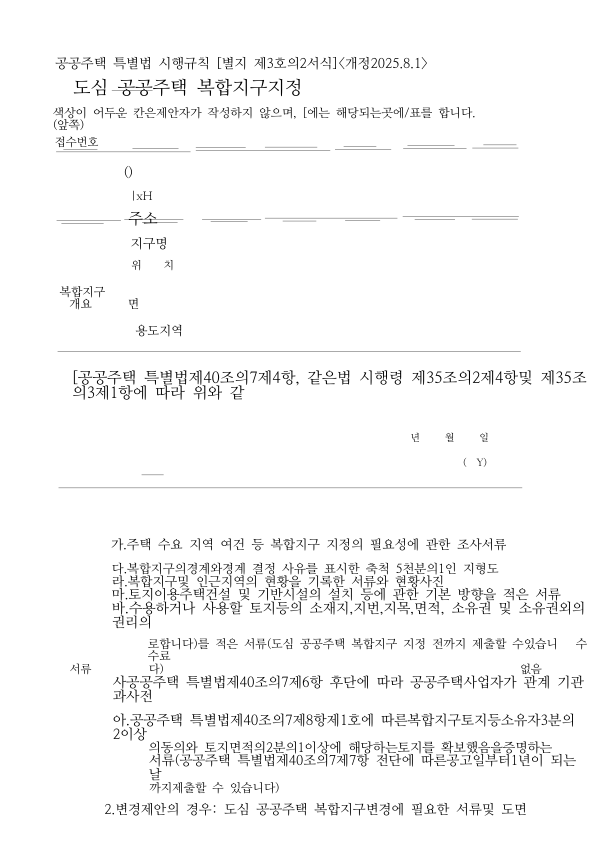 공공주택 특별법 시행규칙 [별지 제3호의2서식]<개정2025.8.1>
도심 공공주택 복합지구지정
색상이 어두운 칸은제안자가 작성하지 않으며, [에는 해당되는곳에/표를 합니다.
(앞쪽)
접수번호
()
|xH
주소
지구명
위 치
복합지구
개요 면
용도지역
[공공주택 특별법제40조의7제4항, 같은법 시행령 제35조의2제4항및 제35조
의3제1항에 따라 위와 같
년 월 일
( Y)
가.주택 수요 지역 여건 등 복합지구 지정의 필요성에 관한 조사서류
다.복합지구의경계와경계 결정 사유를 표시한 축척 5천분의1인 지형도
라.복합지구및 인근지역의 현황을 기록한 서류와 현황사진
마.토지이용주택건설 및 기반시설의 설치 등에 관한 기본 방향을 적은 서류
바.수용하거나 사용할 토지등의 소재지,지번,지목,면적, 소유권 및 소유권외의
권리의
로합니다)를 적은 서류(도심 공공주택 복합지구 지정 전까지 제출할 수있습니 수
수료
서류 다) 없음
사공공주택 특별법제40조의7제6항 후단에 따라 공공주택사업자가 관계 기관
과사전
아.공공주택 특별법제40조의7제8항제1호에 따른복합지구토지등소유자3분의
2이상
의동의와 토지면적의2분의1이상에 해당하는토지를 확보했음을증명하는
서류(공공주택 특별법제40조의7제7항 전단에 따른공고일부터1년이 되는
날
까지제출할 수 있습니다)
2.변경제안의 경우: 도심 공공주택 복합지구변경에 필요한 서류및 도면